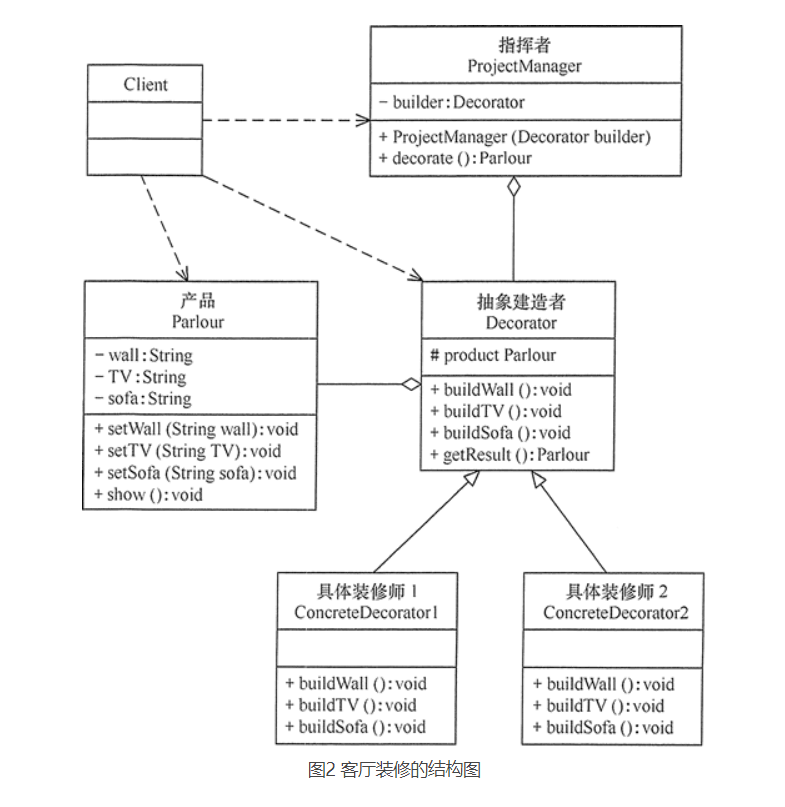 指挥者
ProjectManager
- builder:Decorator
+ ProjectManager (Decorator builder)
+ decorate ():Parlour
Client
产品
Parlour
- wall:String
- TV:String
- sofa:String
+ setWall (String wall):void
+ setTV (String TV):void
+ setSofa (String sofa):void
+ show ():void
抽象建造者
Decorator
# product Parlour
+ buildWall ():void
+ buildTV ():void
+ buildSofa ():void
+ getResult ():Parlour
具体装修师 1
ConcreteDecorator1
+ buildWall ():void
+ buildTV ():void
+ buildSofa ():void
具体装修师 2
ConcreteDecorator2
+ buildWall ():void
+ buildTV ():void
+ buildSofa ():void
图2 客厅装修的结构图